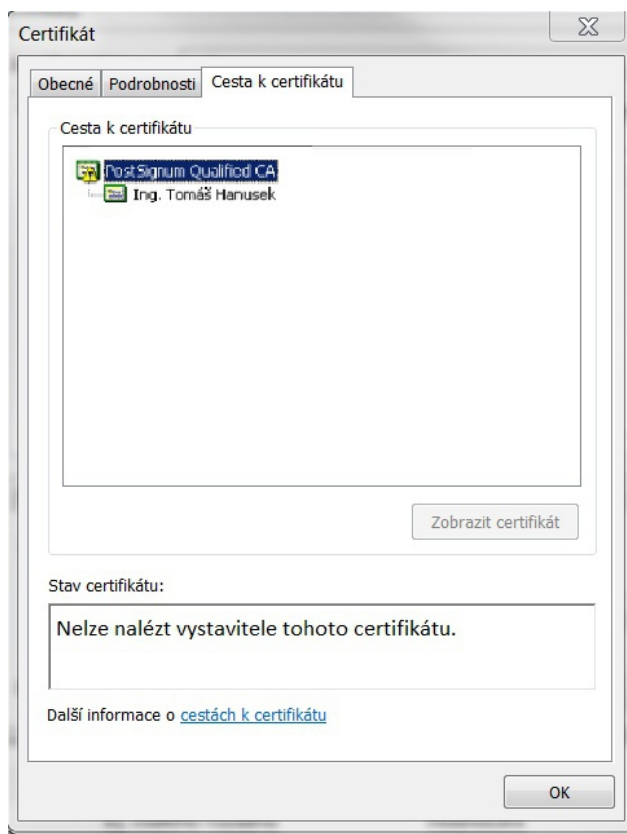 Certifikát
Obecné Podrobnosti Cesta k certifikátu
Cesta k certifikátu
PostSignum Qualified CA
Ing. Tomáš Hanusek
Zobrazit certifikát
Stav certifikátu:
Nelze nalézt vystavitele tohoto certifikátu.
Další informace o cestách k certifikátu
OK